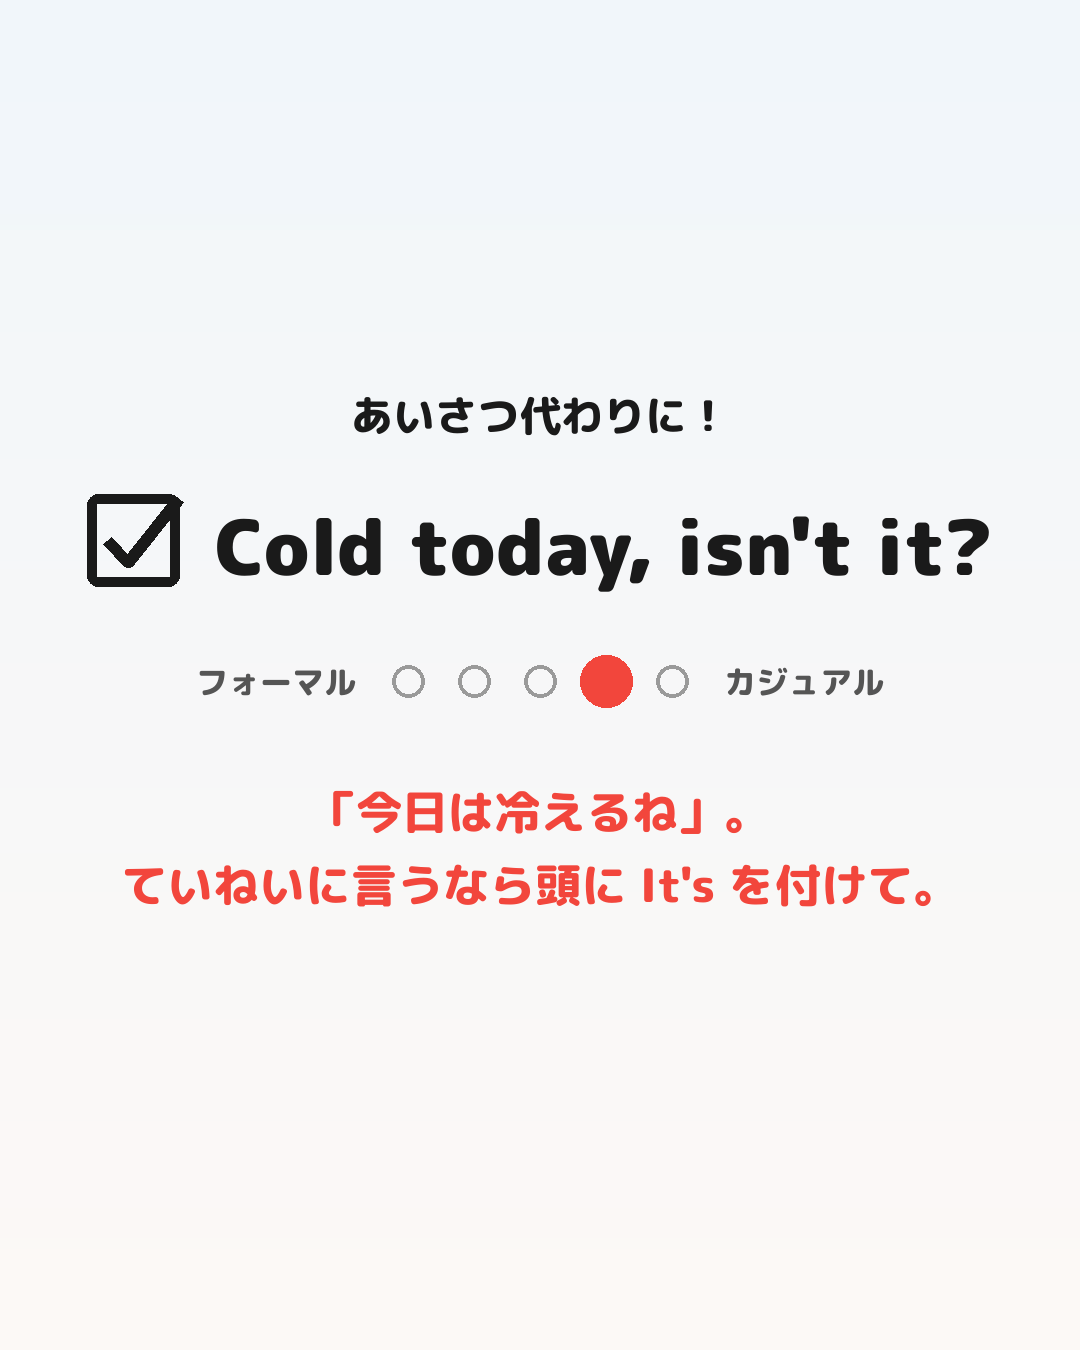 あいさつ代わりに！
Cold today, isn't it?
フォーマル カジュアル
「今日は冷えるね」。
ていねいに言うなら頭に It's を付けて。